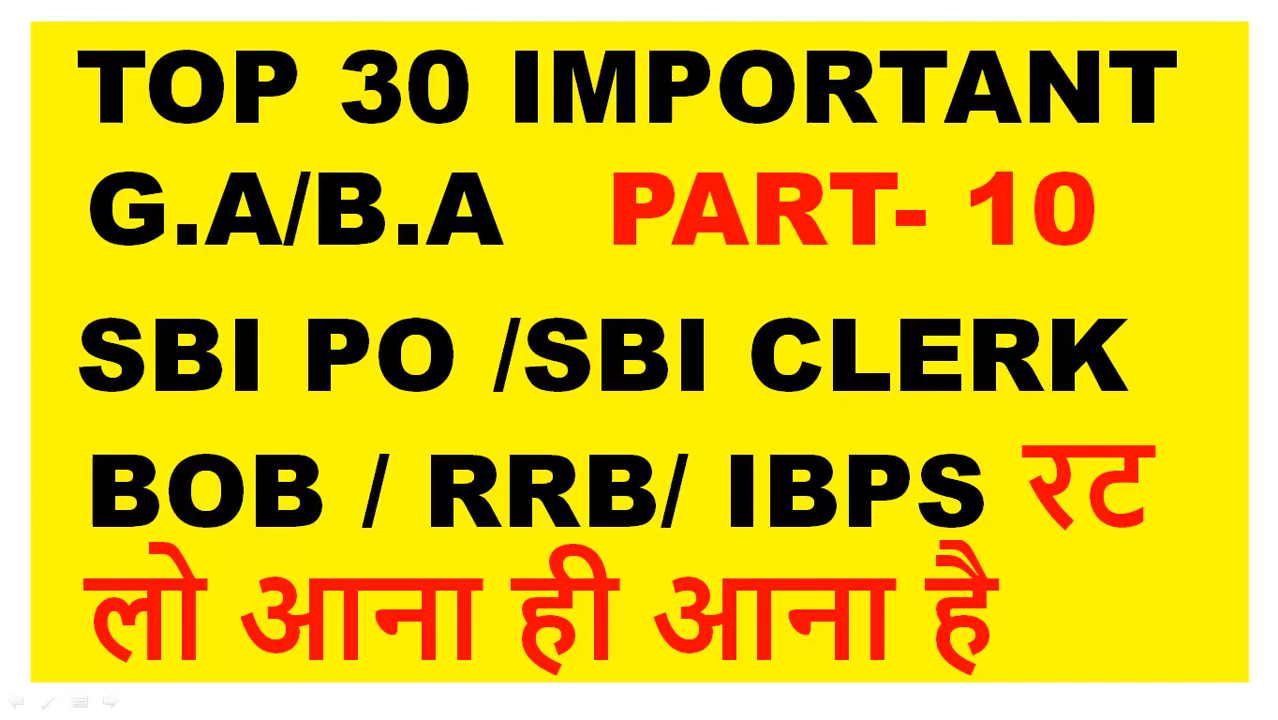 TOP 30 IMPORTANT
G.A/B.A PART- 10
SBI PO /SBI CLERK
BOB / RRB/ IBPS रट
लो आना ही आना है